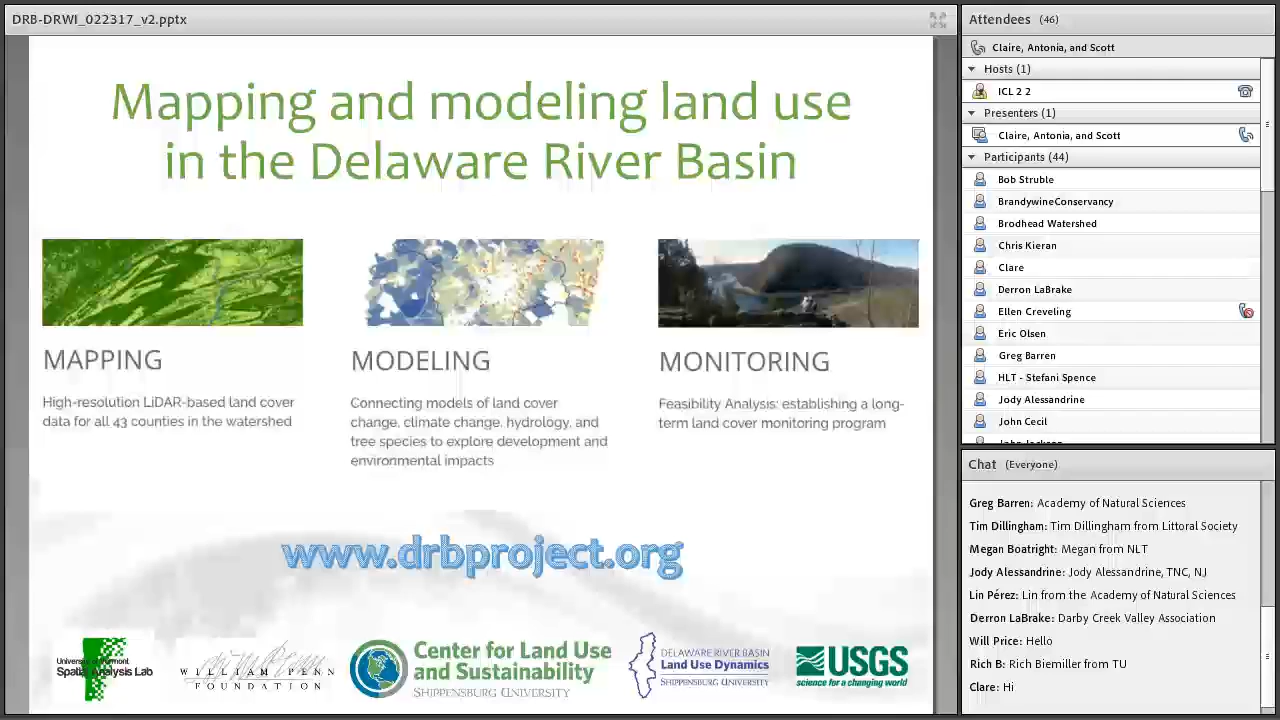 DRB-DRWI_022317_v2.pptx
Mapping and modeling land use
in the Delaware River Basin
MAPPING
High-resolution LiDAR-based land cover
data for all 43 counties in the watershed
MODELING
Connecting models of land cover
change, climate change, hydrology, and
tree species to explore development and
environmental impacts
MONITORING
Feasibility Analysis: establishing a long-
term land cover monitoring program
www.drbproject.org
University of Vermont
Spatial Analysis Lab
WILLIAM PENN
FOUNDATION
Center for Land Use
and Sustainability
SHIPPENSBURG UNIVERSITY
DELAWARE RIVER BASIN
Land Use Dynamics
SHIPPENSBURG UNIVERSITY
USGS
science for a changing world
Attendees (46)
Claire, Antonia, and Scott
Hosts (1)
ICL 2 2
Presenters (1)
Claire, Antonia, and Scott
Participants (44)
Bob Struble
BrandywineConservancy
Brodhead Watershed
Chris Kieran
Clare
Derron LaBrake
Ellen Creveling
Eric Olsen
Greg Barren
HLT - Stefani Spence
Jody Alessandrine
John Cecil
Chat (Everyone)
Greg Barren: Academy of Natural Sciences
Tim Dillingham: Tim Dillingham from Littoral Society
Megan Boatright: Megan from NLT
Jody Alessandrine: Jody Alessandrine, TNC, NJ
Lin Pérez: Lin from the Academy of Natural Sciences
Derron LaBrake: Darby Creek Valley Association
Will Price: Hello
Rich B: Rich Biemiller from TU
Clare: Hi